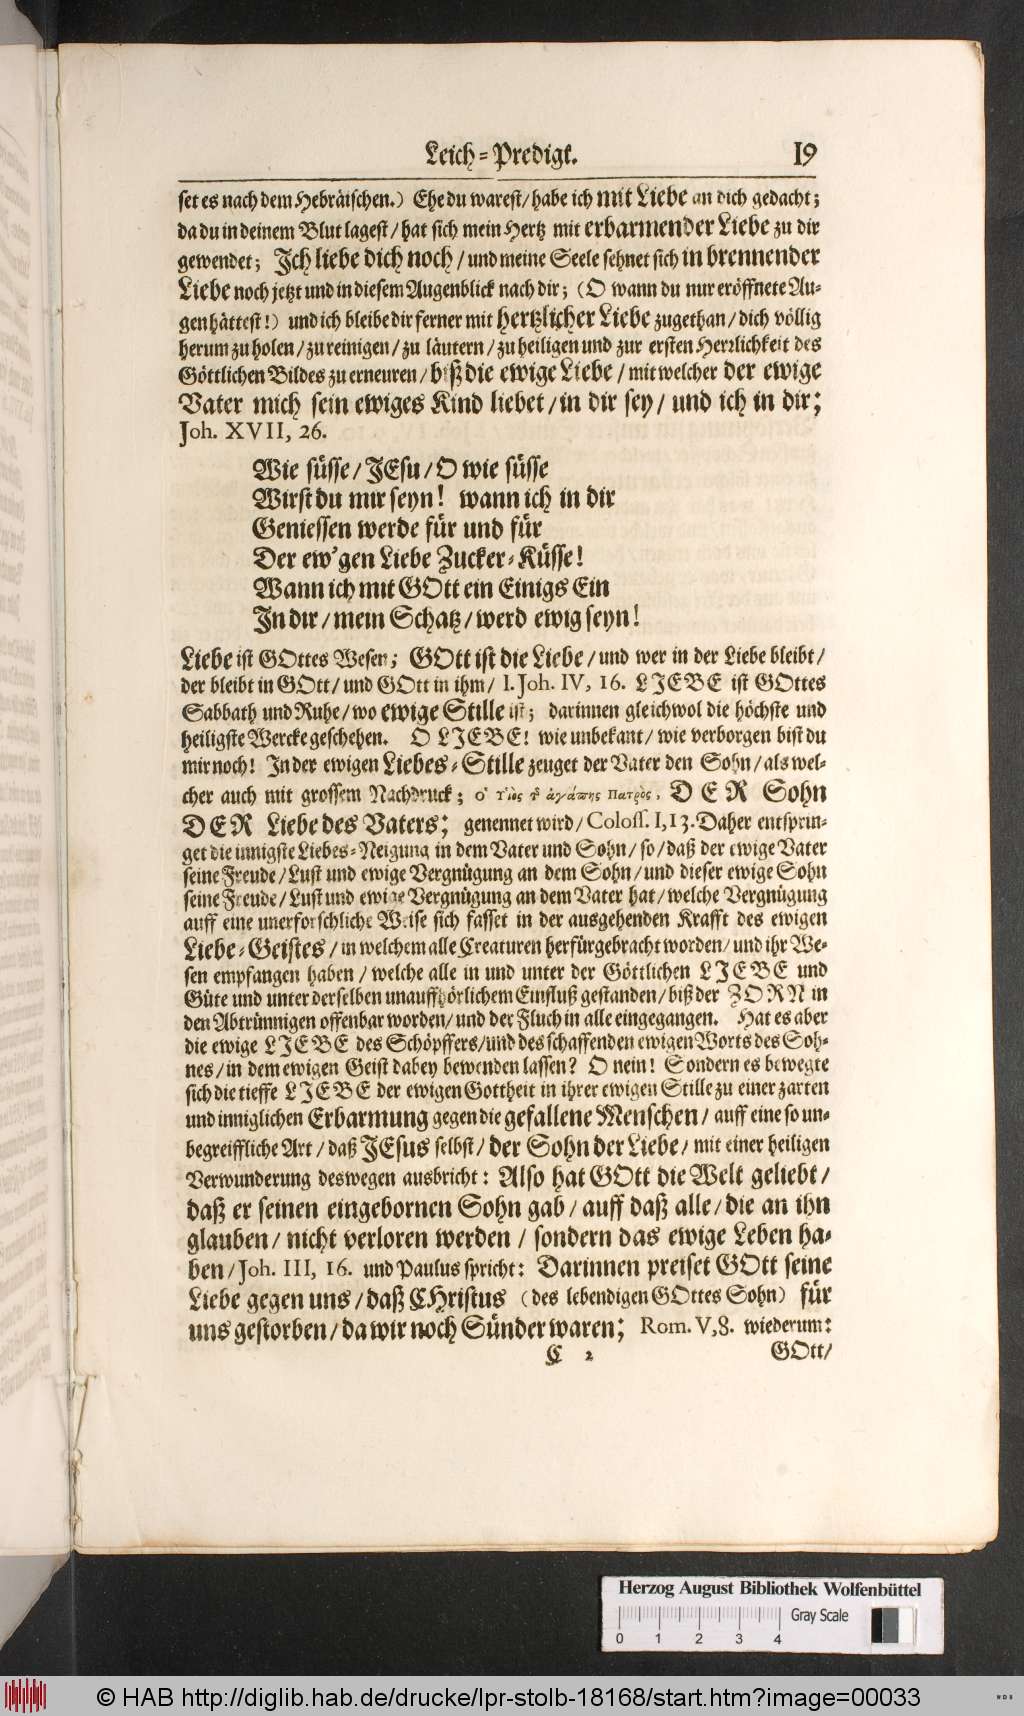 Leich-Predigt. 19
set es nach dem Hebräischen.) Ehe du warest/ habe ich mit Liebe an dich gedacht;
da du in deinem Blut lagest/ hat sich mein Hertz mit erbarmender Liebe zu dir
gewendet; Ich liebe dich noch/ und meine Seele sehnet sich in brennender
Liebe noch jetzt und in diesem Augenblick nach dir; (O wann du nur eröffnete Au-
gen hättest!) und ich bleibe dir ferner mit hertzlicher Liebe zugethan/ dich völlig
herum zu holen/ zu reinigen/ zu läutern/ zu heiligen und zur ersten Herrlichkeit des
Göttlichen Bildes zu erneuren/ biß die ewige Liebe/ mit welcher der ewige
Vater mich sein ewiges Kind liebet/ in dir sey/ und ich in dir;
Joh. XVII, 26.
Wie süsse/ JEsu/ O wie süsse
Wirst du mir seyn! wann ich in dir
Geniessen werde für und für
Der ew'gen Liebe Zucker-Küsse!
Wann ich mit GOtt ein Einigs Ein
In dir/ mein Schatz/ werd ewig seyn!
Liebe ist GOttes Wesen; GOtt ist die Liebe/ und wer in der Liebe bleibt/
der bleibt in GOtt/ und GOtt in ihm/ I. Joh. IV, 16. LIEBE ist GOttes
Sabbath und Ruhe/ wo ewige Stille ist; darinnen gleichwol die höchste und
heiligste Wercke geschehen. O LIEBE! wie unbekant/ wie verborgen bist du
mir noch! In der ewigen Liebes-Stille zeuget der Vater den Sohn/ als wel-
cher auch mit grossem Nachdruck; ὁ Υἱὸς τ͂ ἀγάπης Πατρὸς, DER Sohn
DER Liebe des Vaters; genennet wird/ Coloss. I, 13. Daher entsprin-
get die innigste Liebes-Neigung in dem Vater und Sohn/ so/ daß der ewige Vater
seine Freude/ Lust und ewige Vergnügung an dem Sohn/ und dieser ewige Sohn
seine Freude/ Lust und ewige Vergnügung an dem Vater hat/ welche Vergnügung
auff eine unerforschliche Weise sich fasset in der ausgehenden Krafft des ewigen
Liebe-Geistes/ in welchem alle Creaturen herfürgebracht worden/ und ihr We-
sen empfangen haben/ welche alle in und unter der Göttlichen LIEBE und
Güte und unter derselben unauffhörlichem Einfluß gestanden/ biß der ZORN in
den Abtrünnigen offenbar worden/ und der Fluch in alle eingegangen. Hat es aber
die ewige LIEBE des Schöpffers/ und des schaffenden ewigen Worts des Soh-
nes/ in dem ewigen Geist dabey bewenden lassen? O nein! Sondern es bewegte
sich die tieffe LIEBE der ewigen Gottheit in ihrer ewigen Stille zu einer zarten
und inniglichen Erbarmung gegen die gefallene Menschen/ auff eine so un-
begreiffliche Art/ daß JEsus selbst/ der Sohn der Liebe/ mit einer heiligen
Verwunderung deswegen ausbricht: Also hat GOtt die Welt geliebt/
daß er seinen eingebornen Sohn gab/ auff daß alle/ die an ihn
glauben/ nicht verloren werden/ sondern das ewige Leben ha-
ben/ Joh. III, 16. und Paulus spricht: Darinnen preiset GOtt seine
Liebe gegen uns/ daß CHristus (des lebendigen GOttes Sohn) für
uns gestorben/ da wir noch Sünder waren; Rom. V, 8. wiederum:
C 2 GOtt/
Herzog August Bibliothek Wolfenbüttel
0 1 2 3 4 Gray Scale
© HAB http://diglib.hab.de/drucke/lpr-stolb-18168/start.htm?image=00033